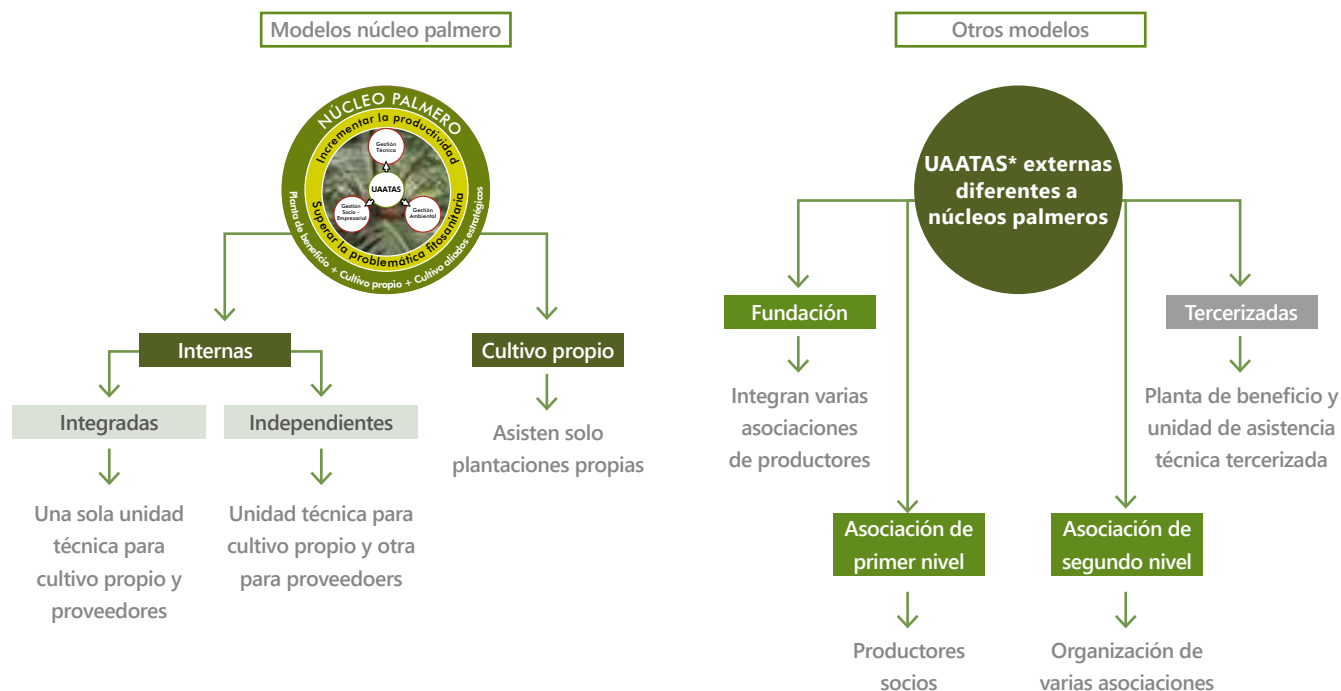 Modelos núcleo palmero
NÚCLEO PALMERO
Incrementar la productividad
Gestión
Técnica
UAATAS
Gestión
Socio -
Empresarial
Gestión
Ambiental
Superar la problemática fitosanitaria
Planta de beneficio + Cultivo propio + Cultivo aliados estratégicos
Internas
Cultivo propio
Integradas
Independientes
Asisten solo
plantaciones propias
Una sola unidad
técnica para
cultivo propio y
proveedores
Unidad técnica para
cultivo propio y otra
para proveedoers
Otros modelos
UAATAS* externas
diferentes a
núcleos palmeros
Fundación
Tercerizadas
Integran varias
asociaciones
de productores
Planta de beneficio y
unidad de asistencia
técnica tercerizada
Asociación de
primer nivel
Asociación de
segundo nivel
Productores
socios
Organización de
varias asociaciones